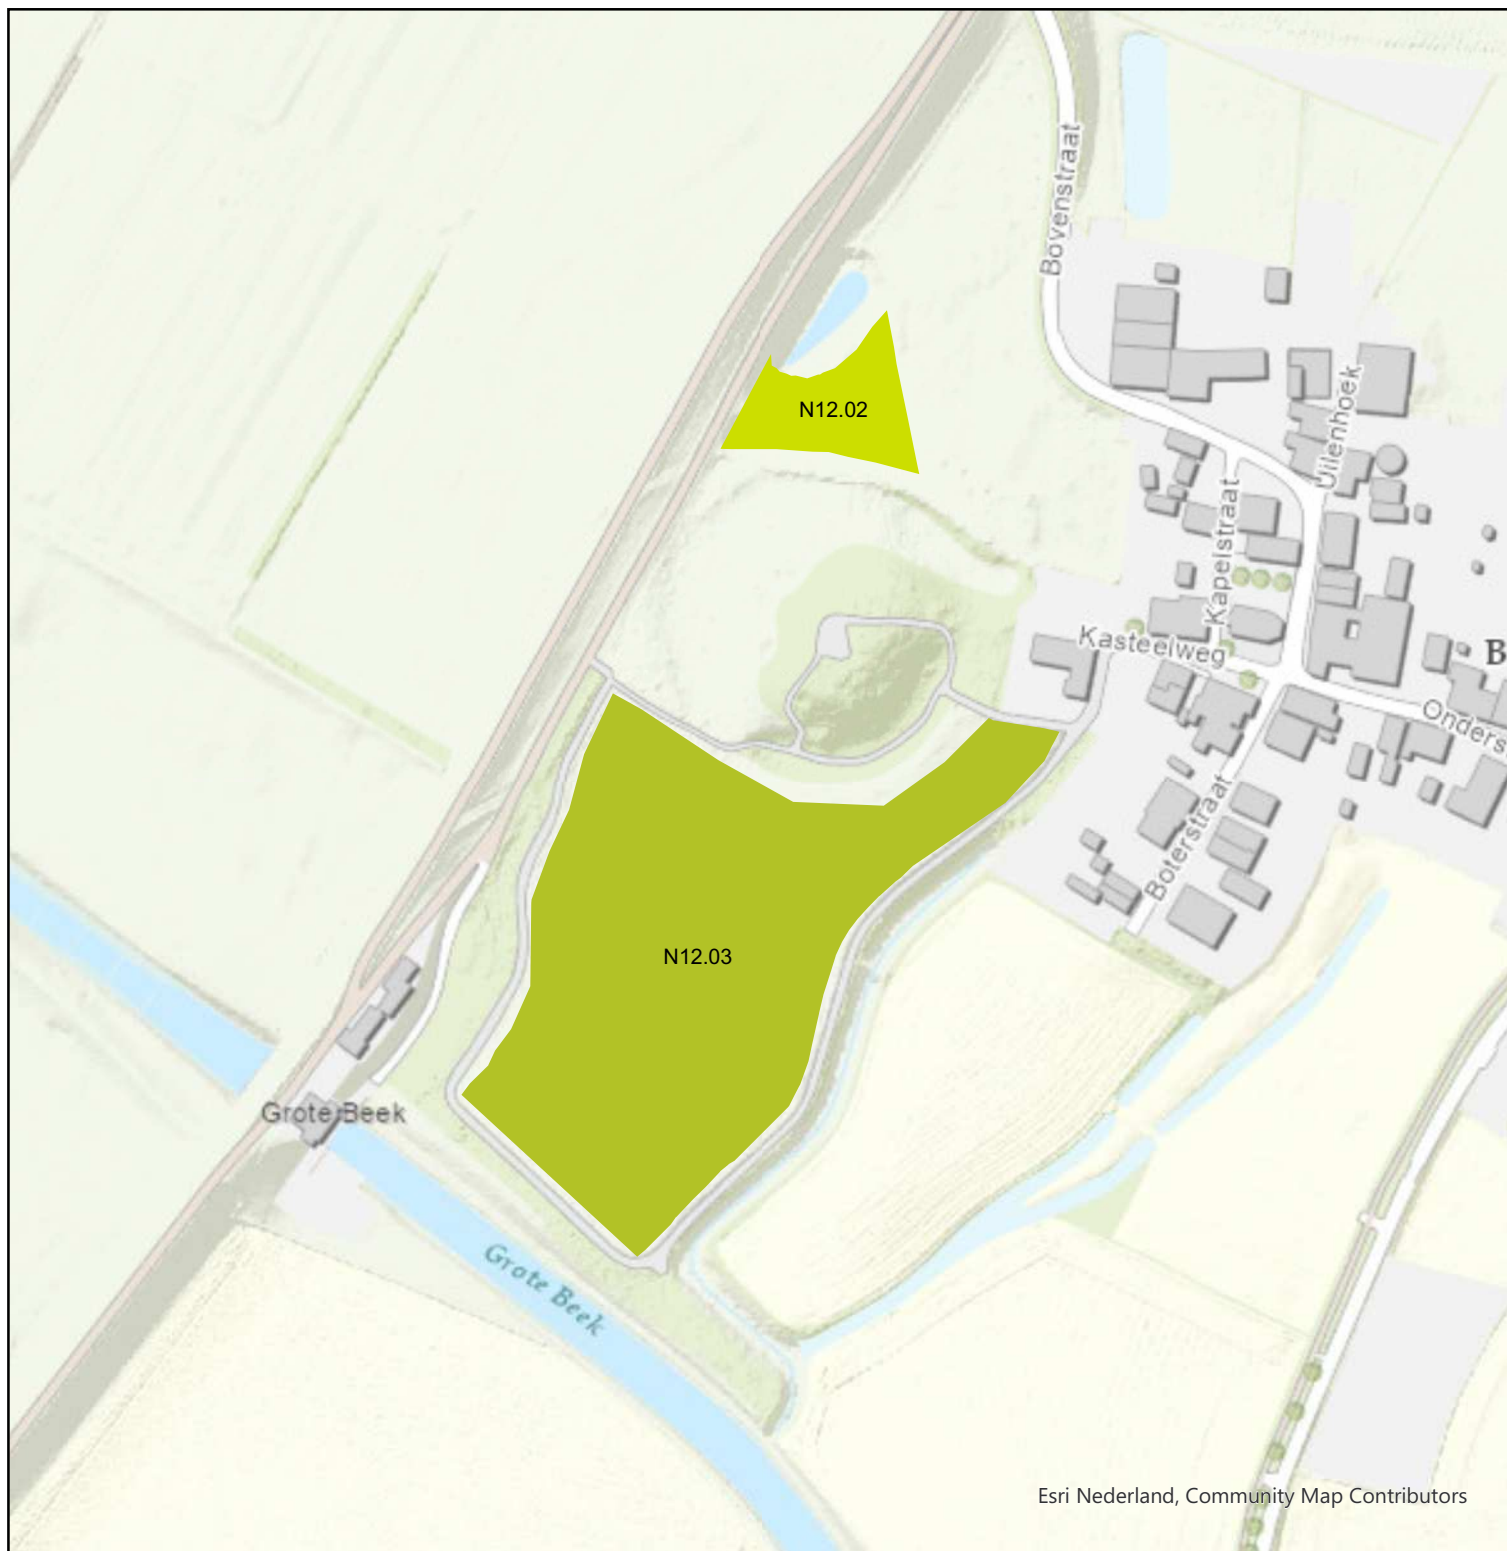 Bovenstraat
N12.02
Uilenhoek
Kapelstraat
Kasteelweg
B
Onders
Boterstraat
N12.03
Grote Beek
Grote Beek
Esri Nederland, Community Map Contributors